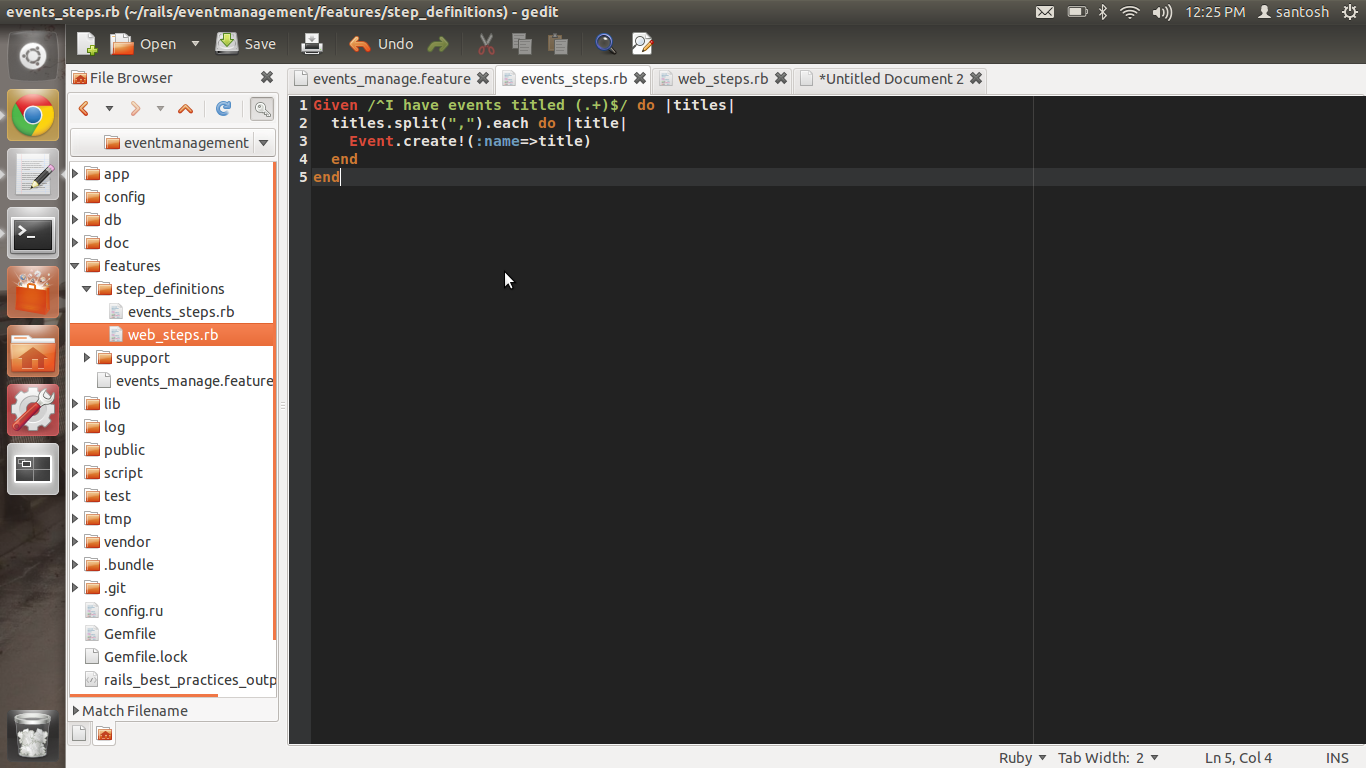 events_steps.rb (~/rails/eventmanagement/features/step_definitions) - gedit
12:25 PM santosh
Open Save Undo
File Browser
events_manage.feature events_steps.rb web_steps.rb *Untitled Document 2
eventmanagement
app
config
db
doc
features
step_definitions
events_steps.rb
web_steps.rb
support
events_manage.feature
lib
log
public
script
test
tmp
vendor
.bundle
.git
config.ru
Gemfile
Gemfile.lock
rails_best_practices_outp
Match Filename
1 Given /^I have events titled (.+)$/ do |titles|
2   titles.split(",").each do |title|
3     Event.create!(:name=>title)
4   end
5 end
Ruby Tab Width: 2 Ln 5, Col 4 INS